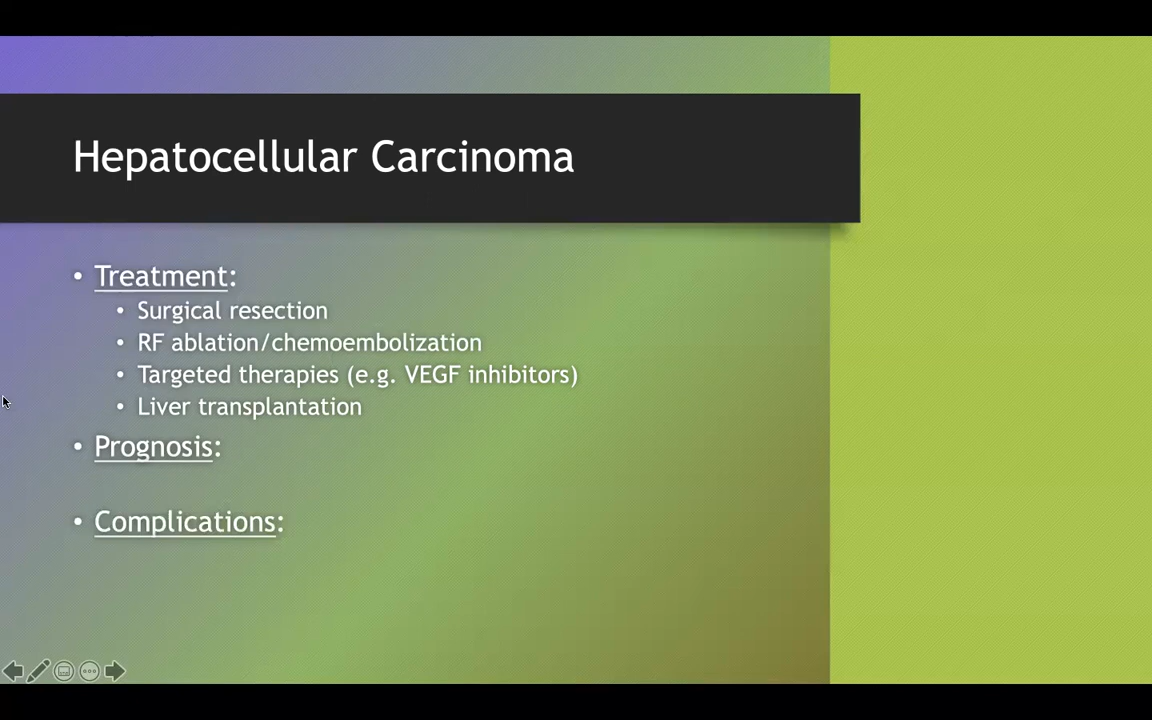 Hepatocellular Carcinoma
• Treatment:
• Surgical resection
• RF ablation/chemoembolization
• Targeted therapies (e.g. VEGF inhibitors)
• Liver transplantation
• Prognosis:
• Complications: